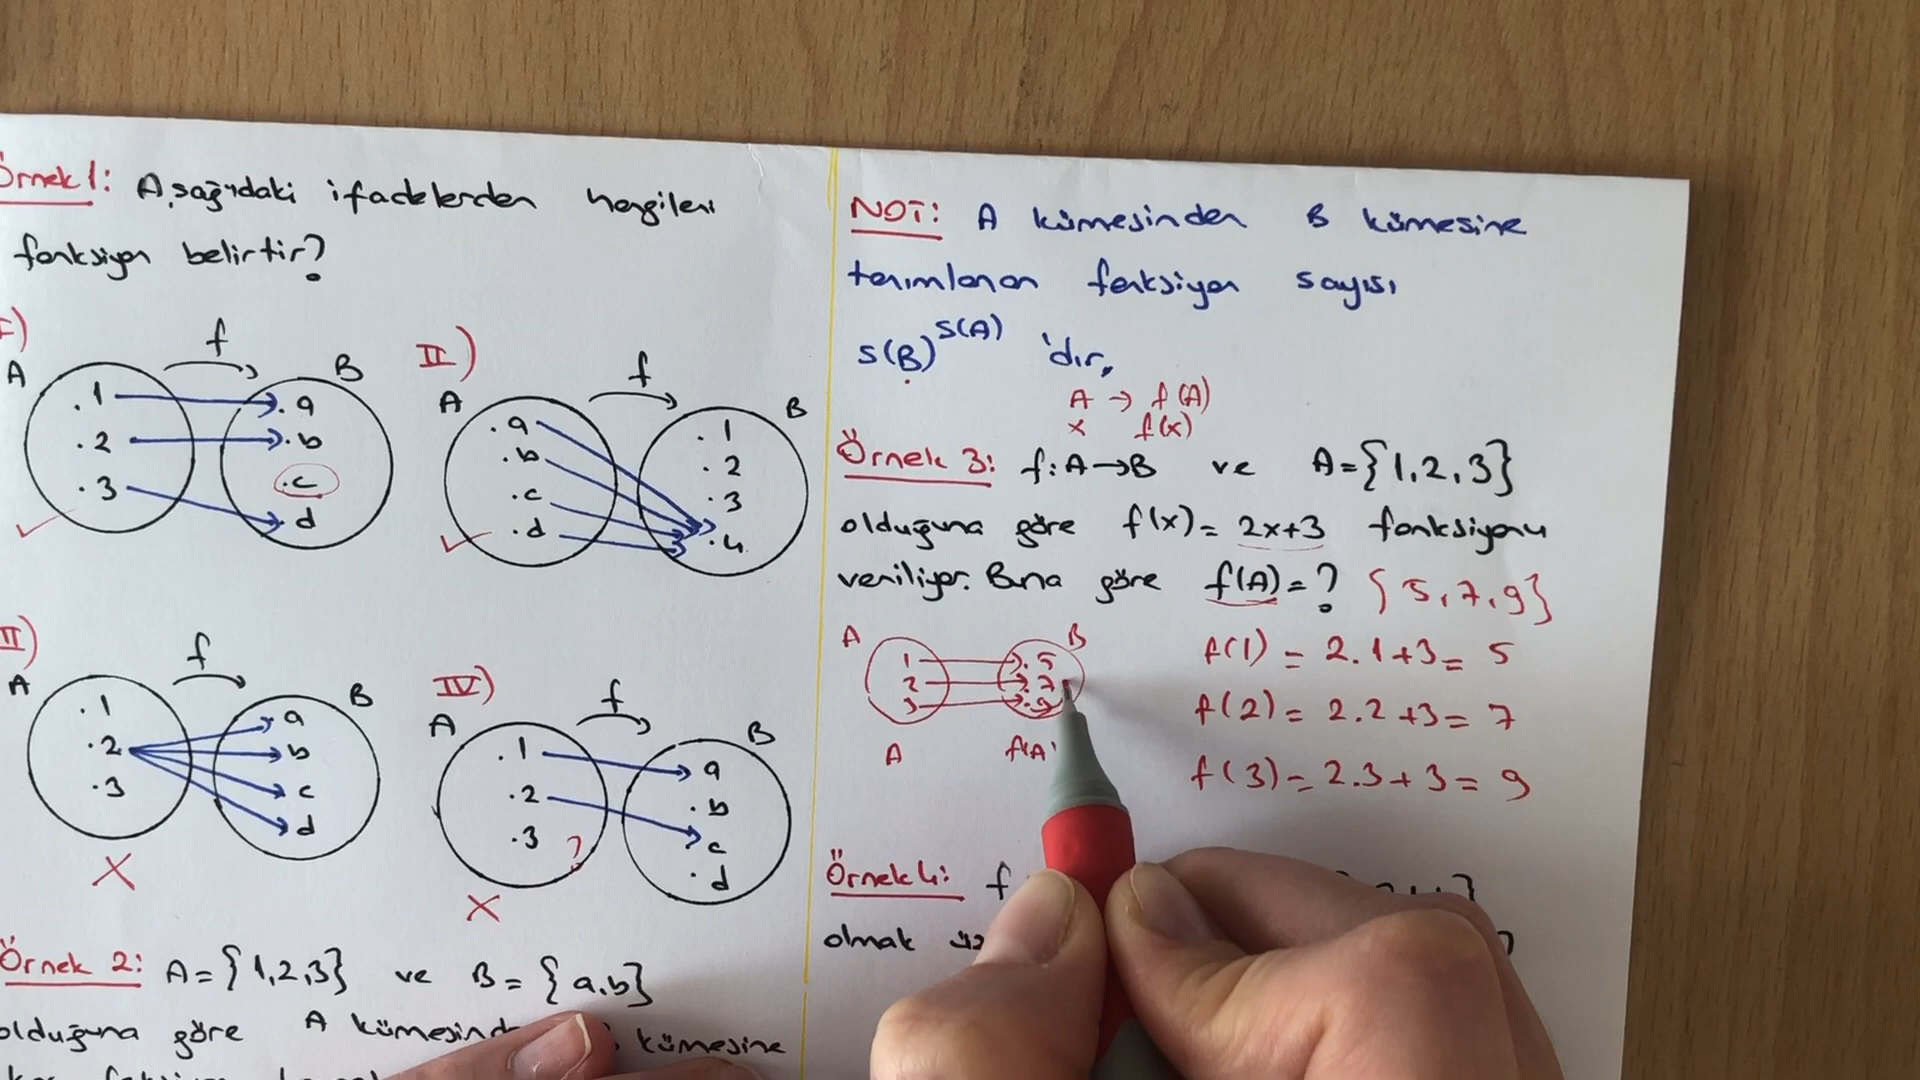 Örnek 1: Aşağıdaki ifadelerden hangileri
fonksiyon belirtir?
I)
f
A
B
.1
.2
.3
.a
.b
.c
.d
II)
f
A
B
.a
.b
.c
.d
.1
.2
.3
.4
f
A
B
.1
.2
.3
a
b
c
d
X
IV)
f
A
B
.1
.2
.3
?
a
.b
c
.d
X
Örnek 2: A={1,2,3} ve B={a,b}
olduğuna göre A kümesinden kümesine
NOT: A kümesinden B kümesine
tanımlanan fonksiyon sayısı
s(B)^s(A) 'dır.
A → f(A)
x f(x)
Örnek 3: f:A→B ve A={1,2,3}
olduğuna göre f(x)= 2x+3 fonksiyonu
veriliyor. Buna göre f(A)=? {5,7,9}
A
B
1
2
3
.5
.7
.9
A
f(A)
f(1) = 2.1+3= 5
f(2) = 2.2+3= 7
f(3) = 2.3+3 = 9
Örnek 4: f
olmak